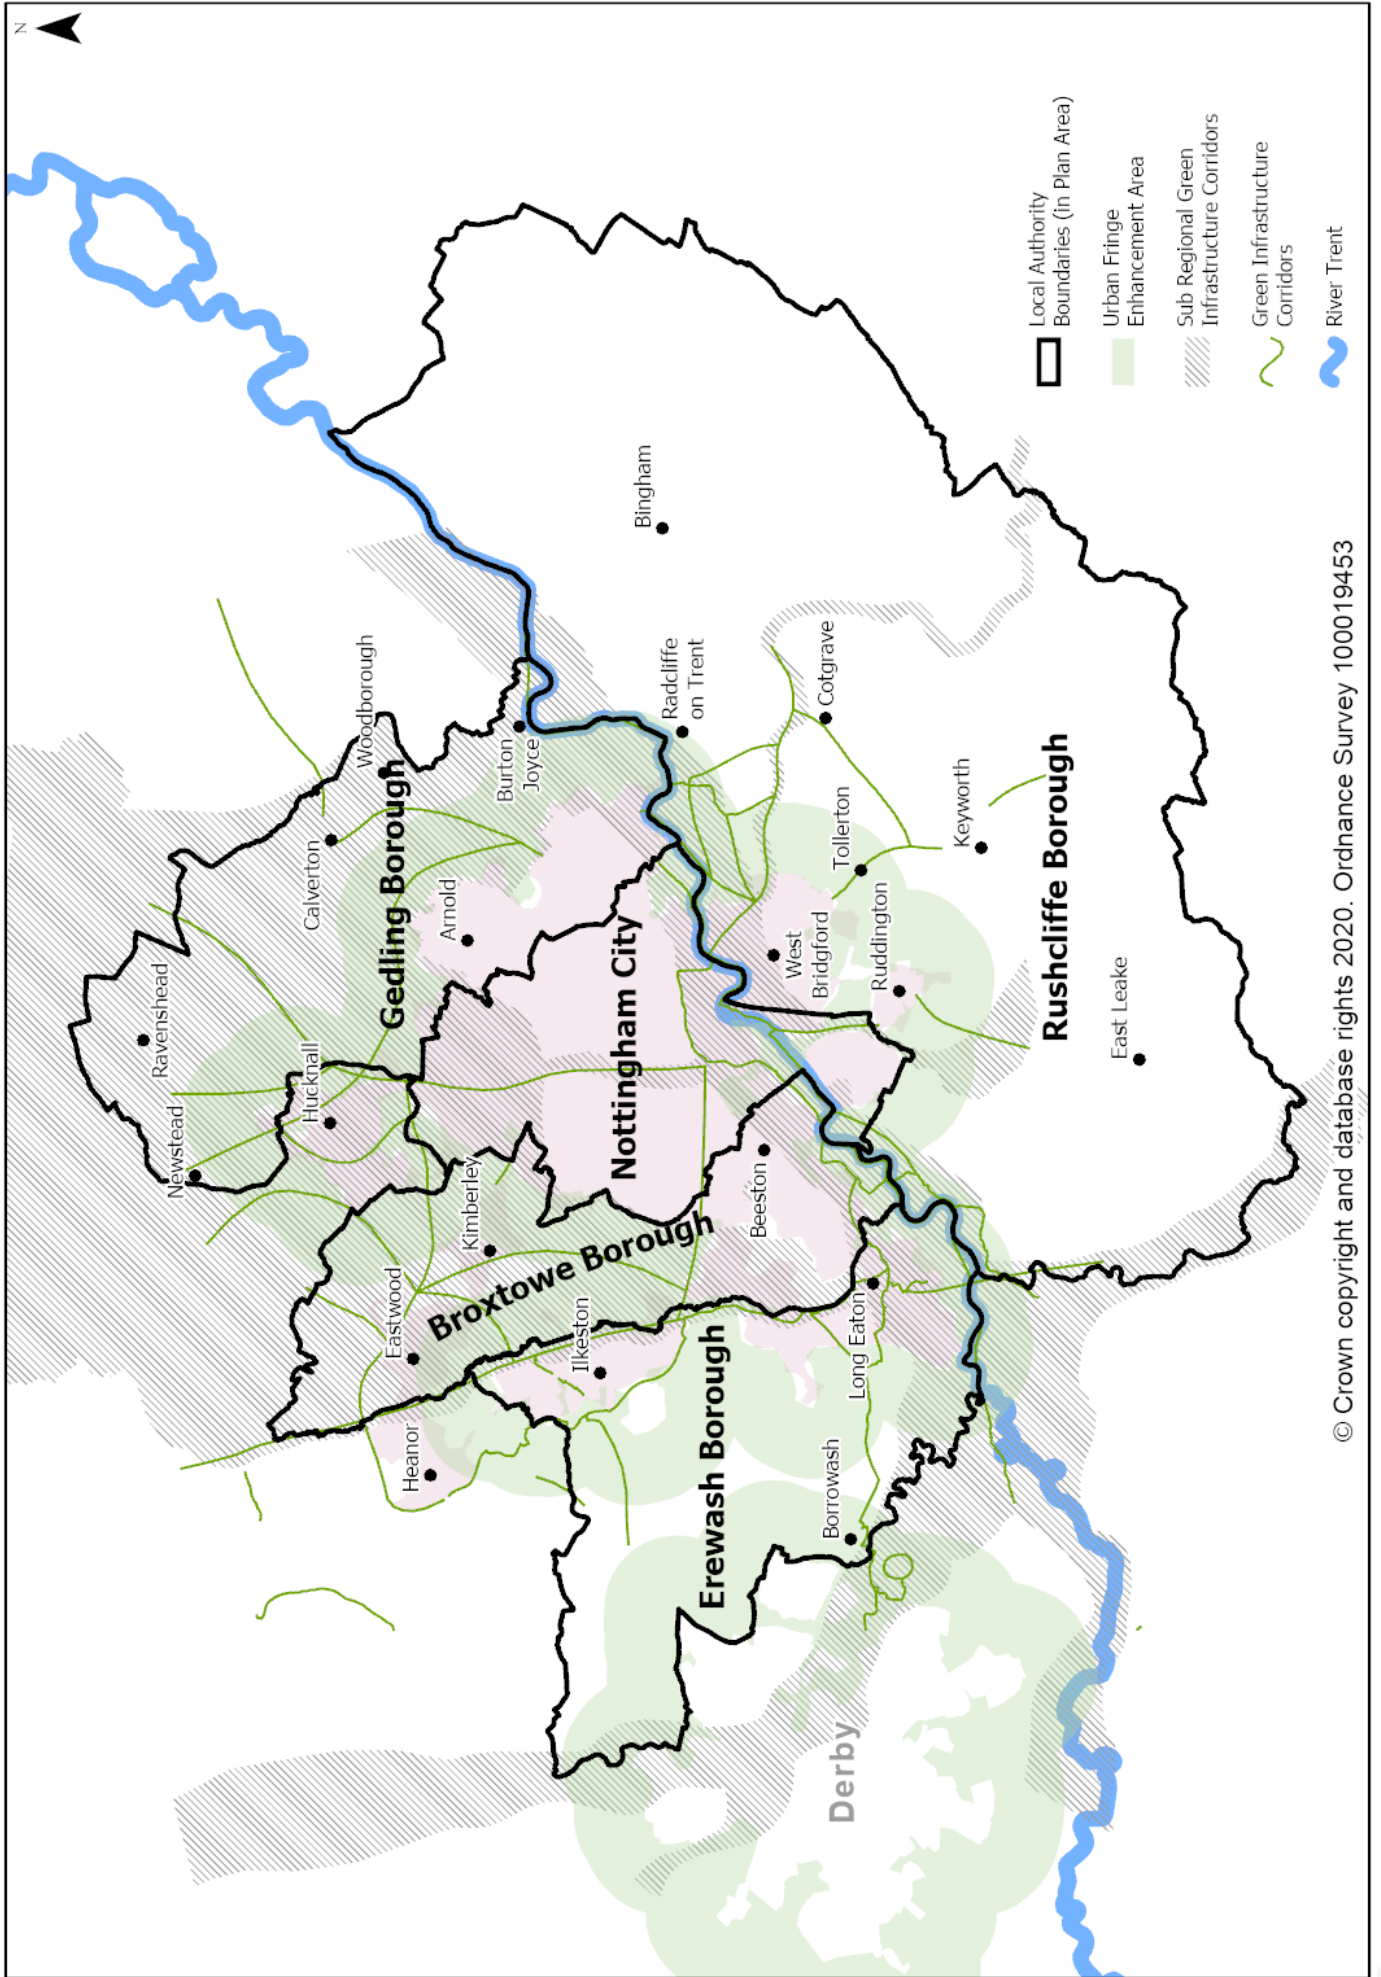 N
Newstead
Ravenshead
Hucknall
Calverton
Woodborough
Gedling Borough
Arnold
Burton
Joyce
Heanor
Eastwood
Kimberley
Broxtowe Borough
Ilkeston
Nottingham City
Bingham
Radcliffe
on Trent
Erewash Borough
Beeston
West
Bridgford
Tollerton
Cotgrave
Derby
Borrowash
Long Eaton
Ruddington
Keyworth
Rushcliffe Borough
East Leake
Local Authority
Boundaries (in Plan Area)
Urban Fringe
Enhancement Area
Sub Regional Green
Infrastructure Corridors
Green Infrastructure
Corridors
River Trent
© Crown copyright and database rights 2020. Ordnance Survey 100019453